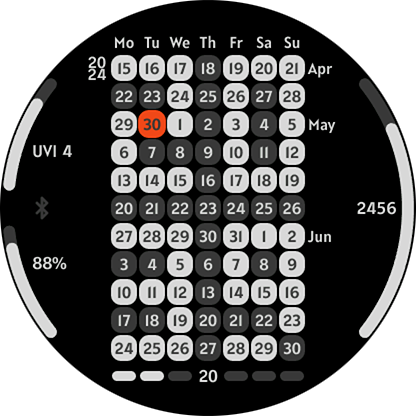 Mo Tu We Th Fr Sa Su
20 24 15 16 17 18 19 20 21 Apr
22 23 24 25 26 27 28
29 30 1 2 3 4 5 May
UVI 4 6 7 8 9 10 11 12
13 14 15 16 17 18 19
20 21 22 23 24 25 26 2456
27 28 29 30 31 1 2 Jun
88% 3 4 5 6 7 8 9
10 11 12 13 14 15 16
17 18 19 20 21 22 23
24 25 26 27 28 29 30
20